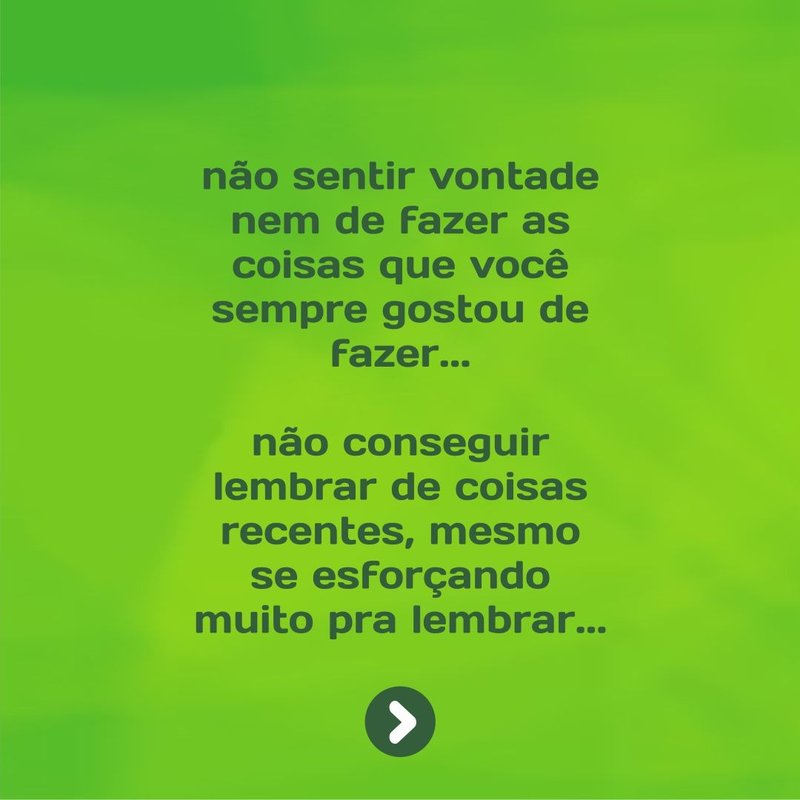 não sentir vontade
nem de fazer as
coisas que você
sempre gostou de
fazer...
não conseguir
lembrar de coisas
recentes, mesmo
se esforçando
muito pra lembrar...